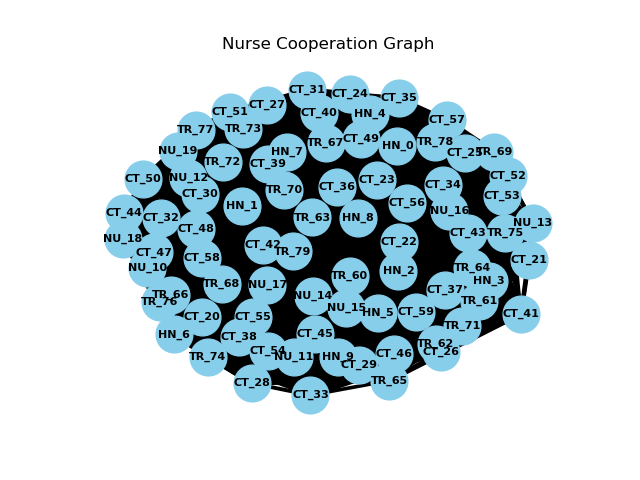 Nurse Cooperation Graph
CT_31
CT_24
CT_35
CT_27
CT_51
CT_40
HN_4
CT_57
TR_77
TR_73
TR_67
CT_49
HN_0
TR_78
NU_19
HN_7
CT_25
TR_69
TR_72
CT_39
CT_50
NU_12
CT_30
TR_70
CT_36
CT_23
CT_34
CT_52
CT_53
HN_1
CT_56
NU_16
CT_44
CT_32
TR_63
HN_8
NU_13
CT_48
CT_43
TR_75
NU_18
CT_42
TR_79
CT_22
CT_47
CT_58
CT_21
NU_10
HN_2
TR_64
TR_60
HN_3
TR_68
NU_17
CT_37
TR_66
TR_76
NU_14
TR_61
NU_15
HN_5
CT_59
CT_41
CT_20
CT_55
TR_71
HN_6
CT_38
CT_45
TR_62
CT_26
TR_74
CT_54
NU_11
HN_9
CT_46
CT_29
CT_28
TR_65
CT_33